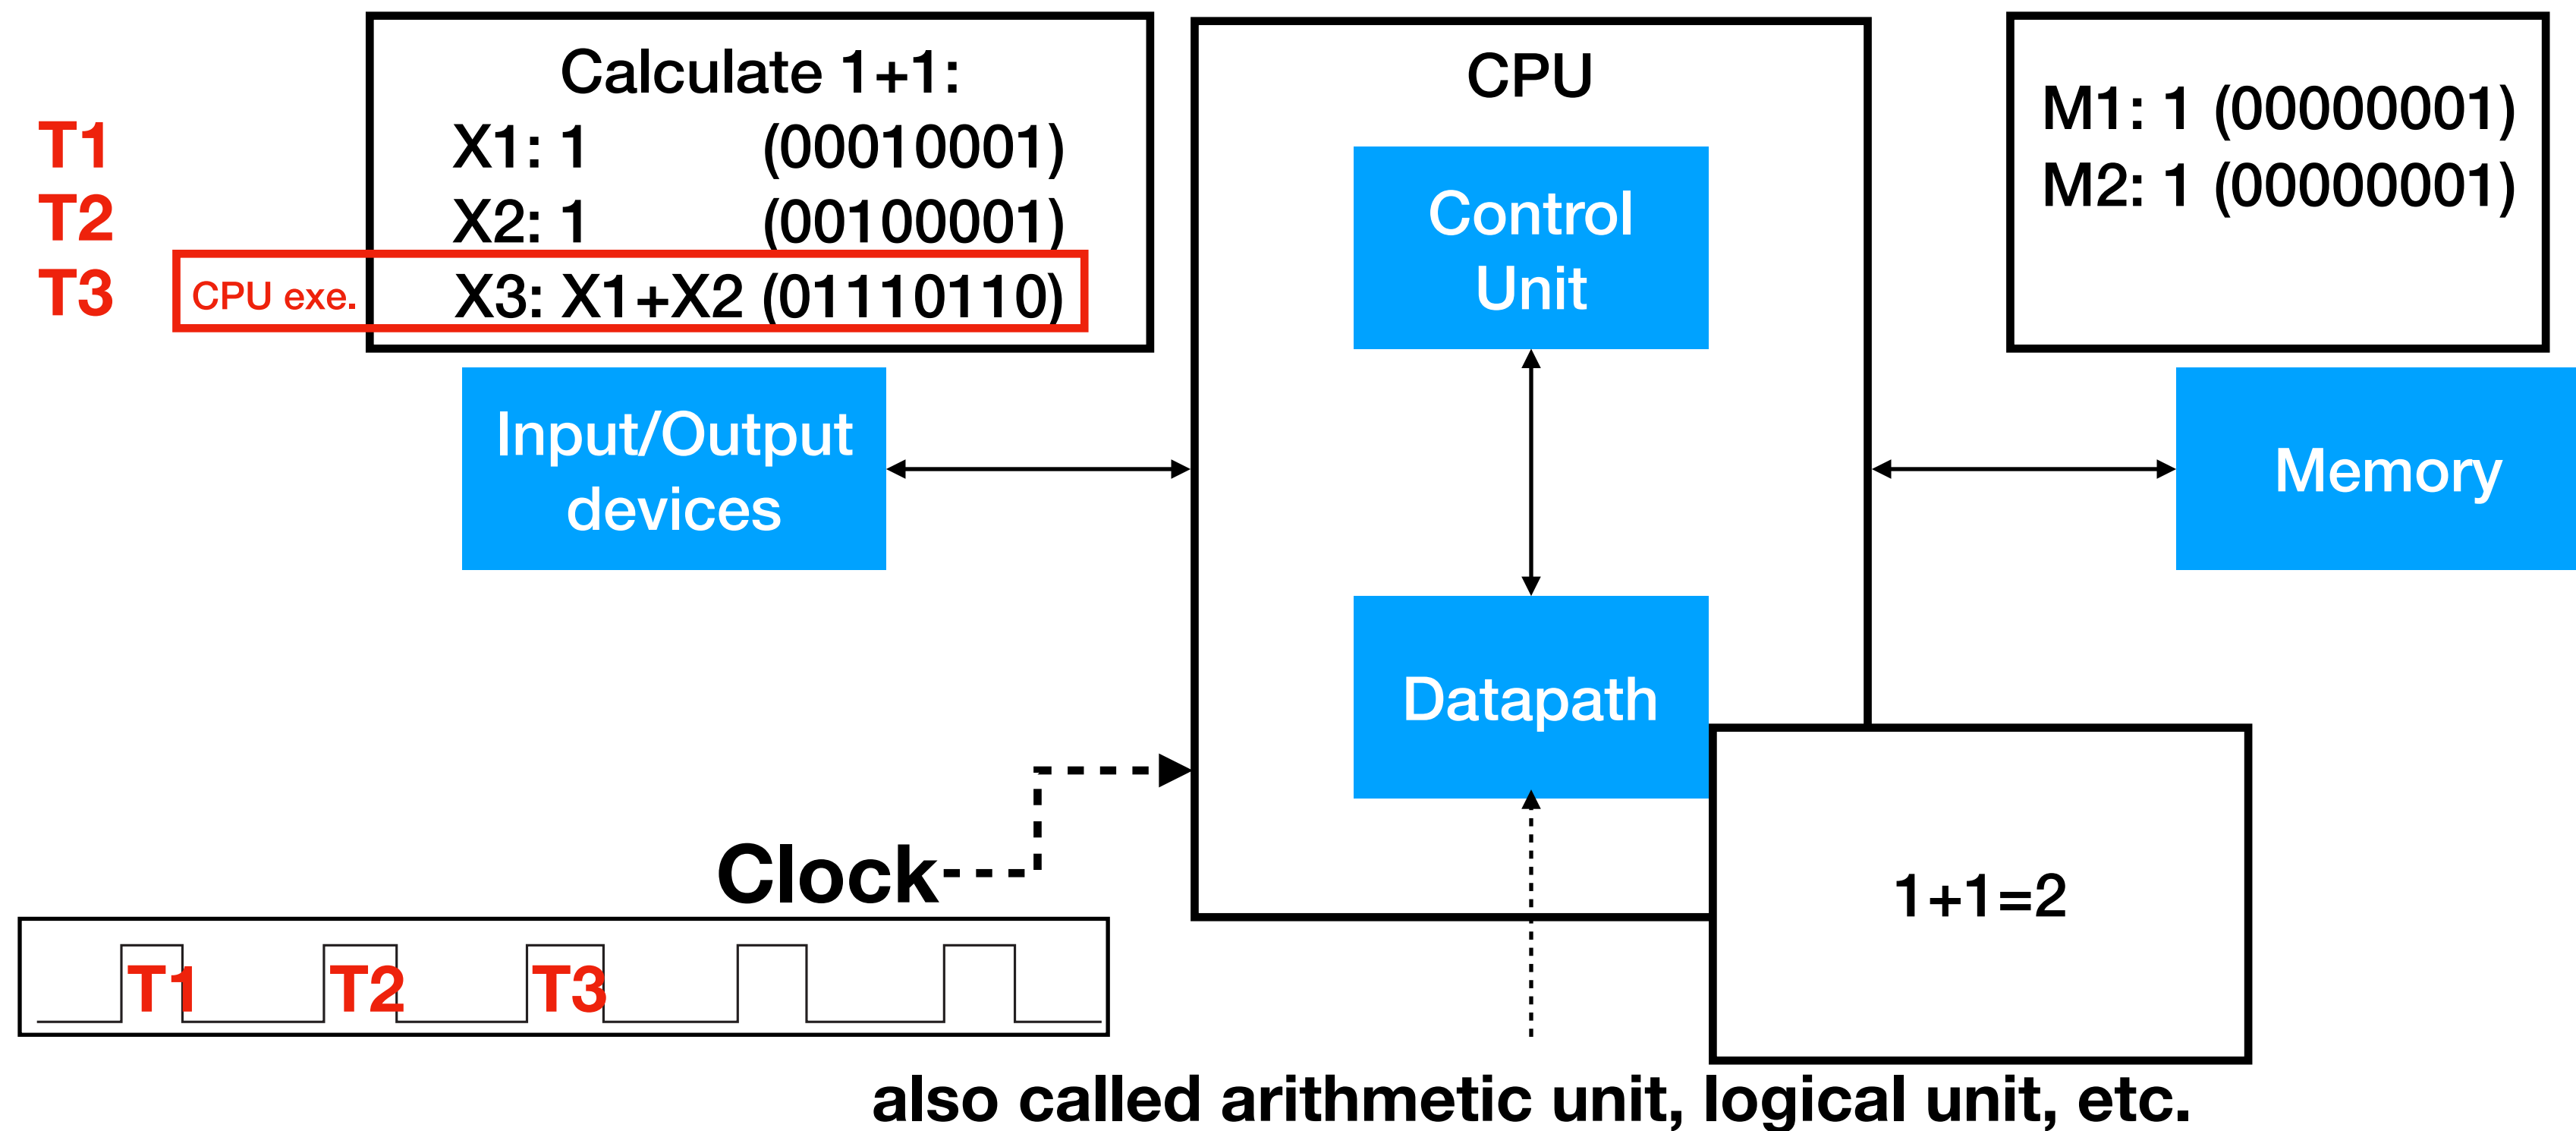 Calculate 1+1:
T1 X1: 1 (00010001)
T2 X2: 1 (00100001)
T3 CPU exe. X3: X1+X2 (01110110)
Input/Output
devices
CPU
Control
Unit
Datapath
M1: 1 (00000001)
M2: 1 (00000001)
Memory
1+1=2
Clock
T1 T2 T3
also called arithmetic unit, logical unit, etc.